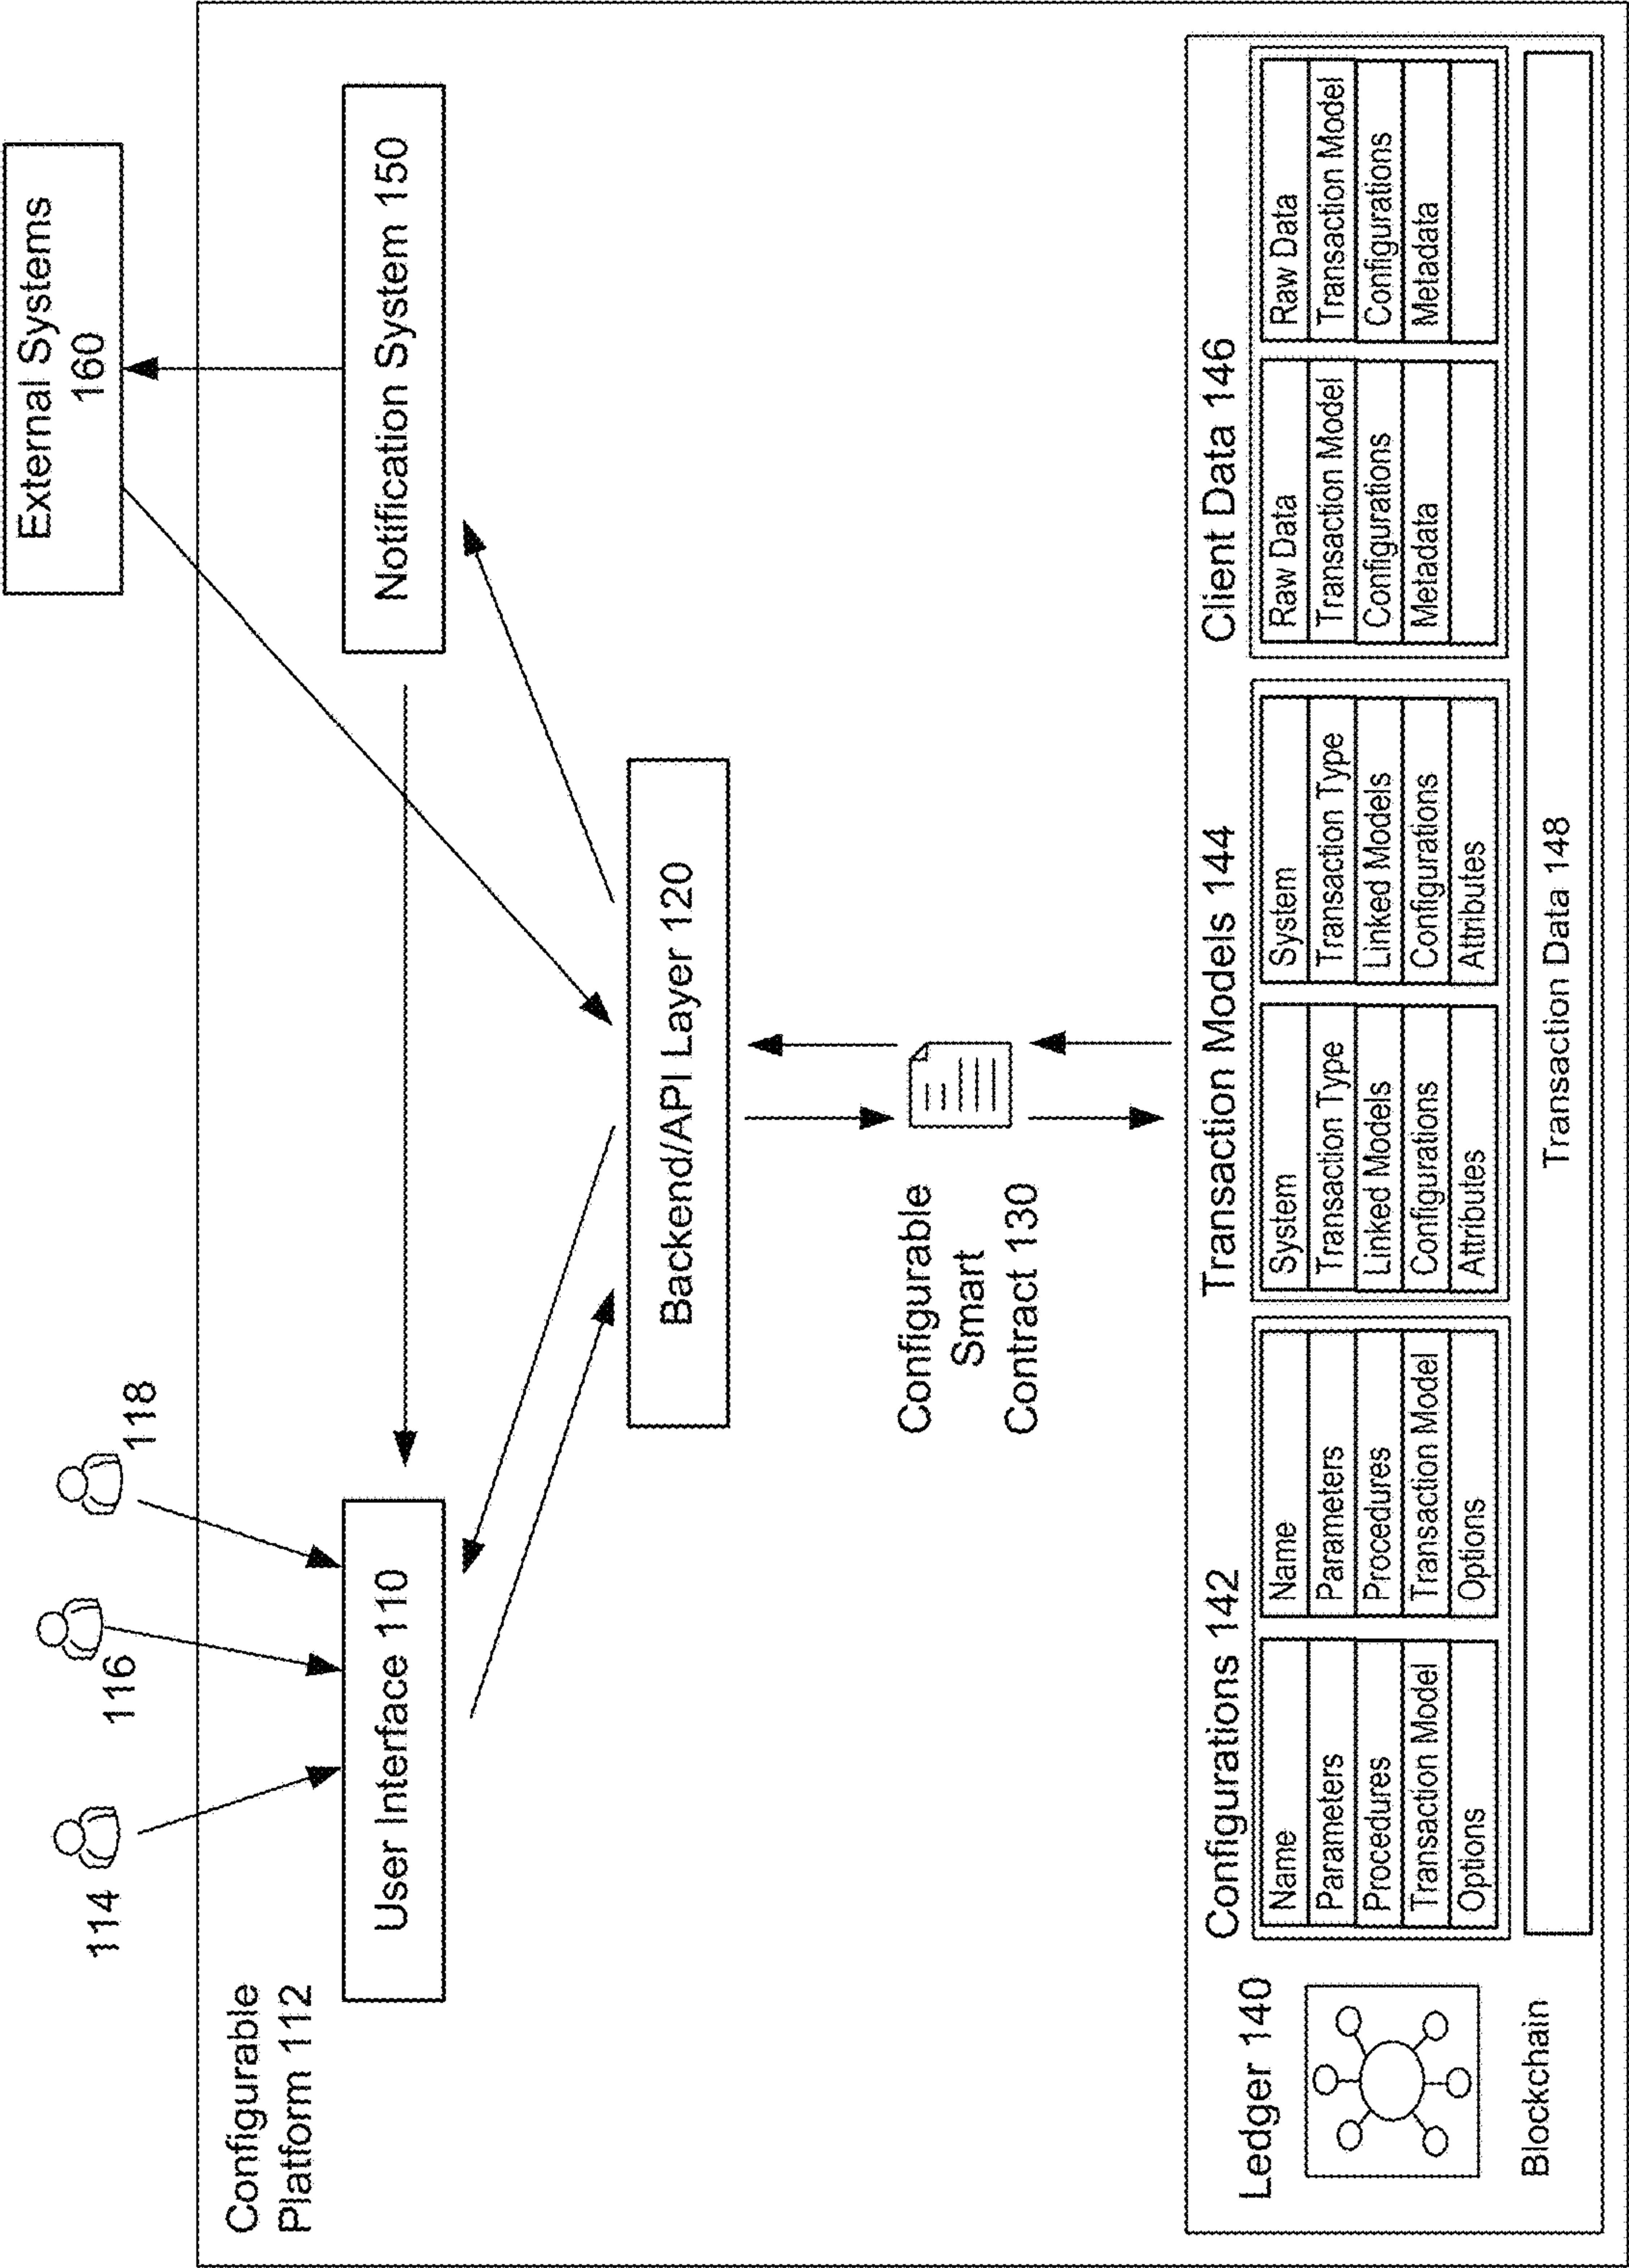 External Systems
160
114
116
118
Configurable
Platform 112
User Interface 110
Notification System 150
Backend/API Layer 120
Configurable
Smart
Contract 130
Ledger 140
Blockchain
Configurations 142
Name
Parameters
Procedures
Transaction Model
Options
Name
Parameters
Procedures
Transaction Model
Options
Transaction Models 144
System
Transaction Type
Linked Models
Configurations
Attributes
System
Transaction Type
Linked Models
Configurations
Attributes
Client Data 146
Raw Data
Transaction Model
Configurations
Metadata
Raw Data
Transaction Model
Configurations
Metadata
Transaction Data 148